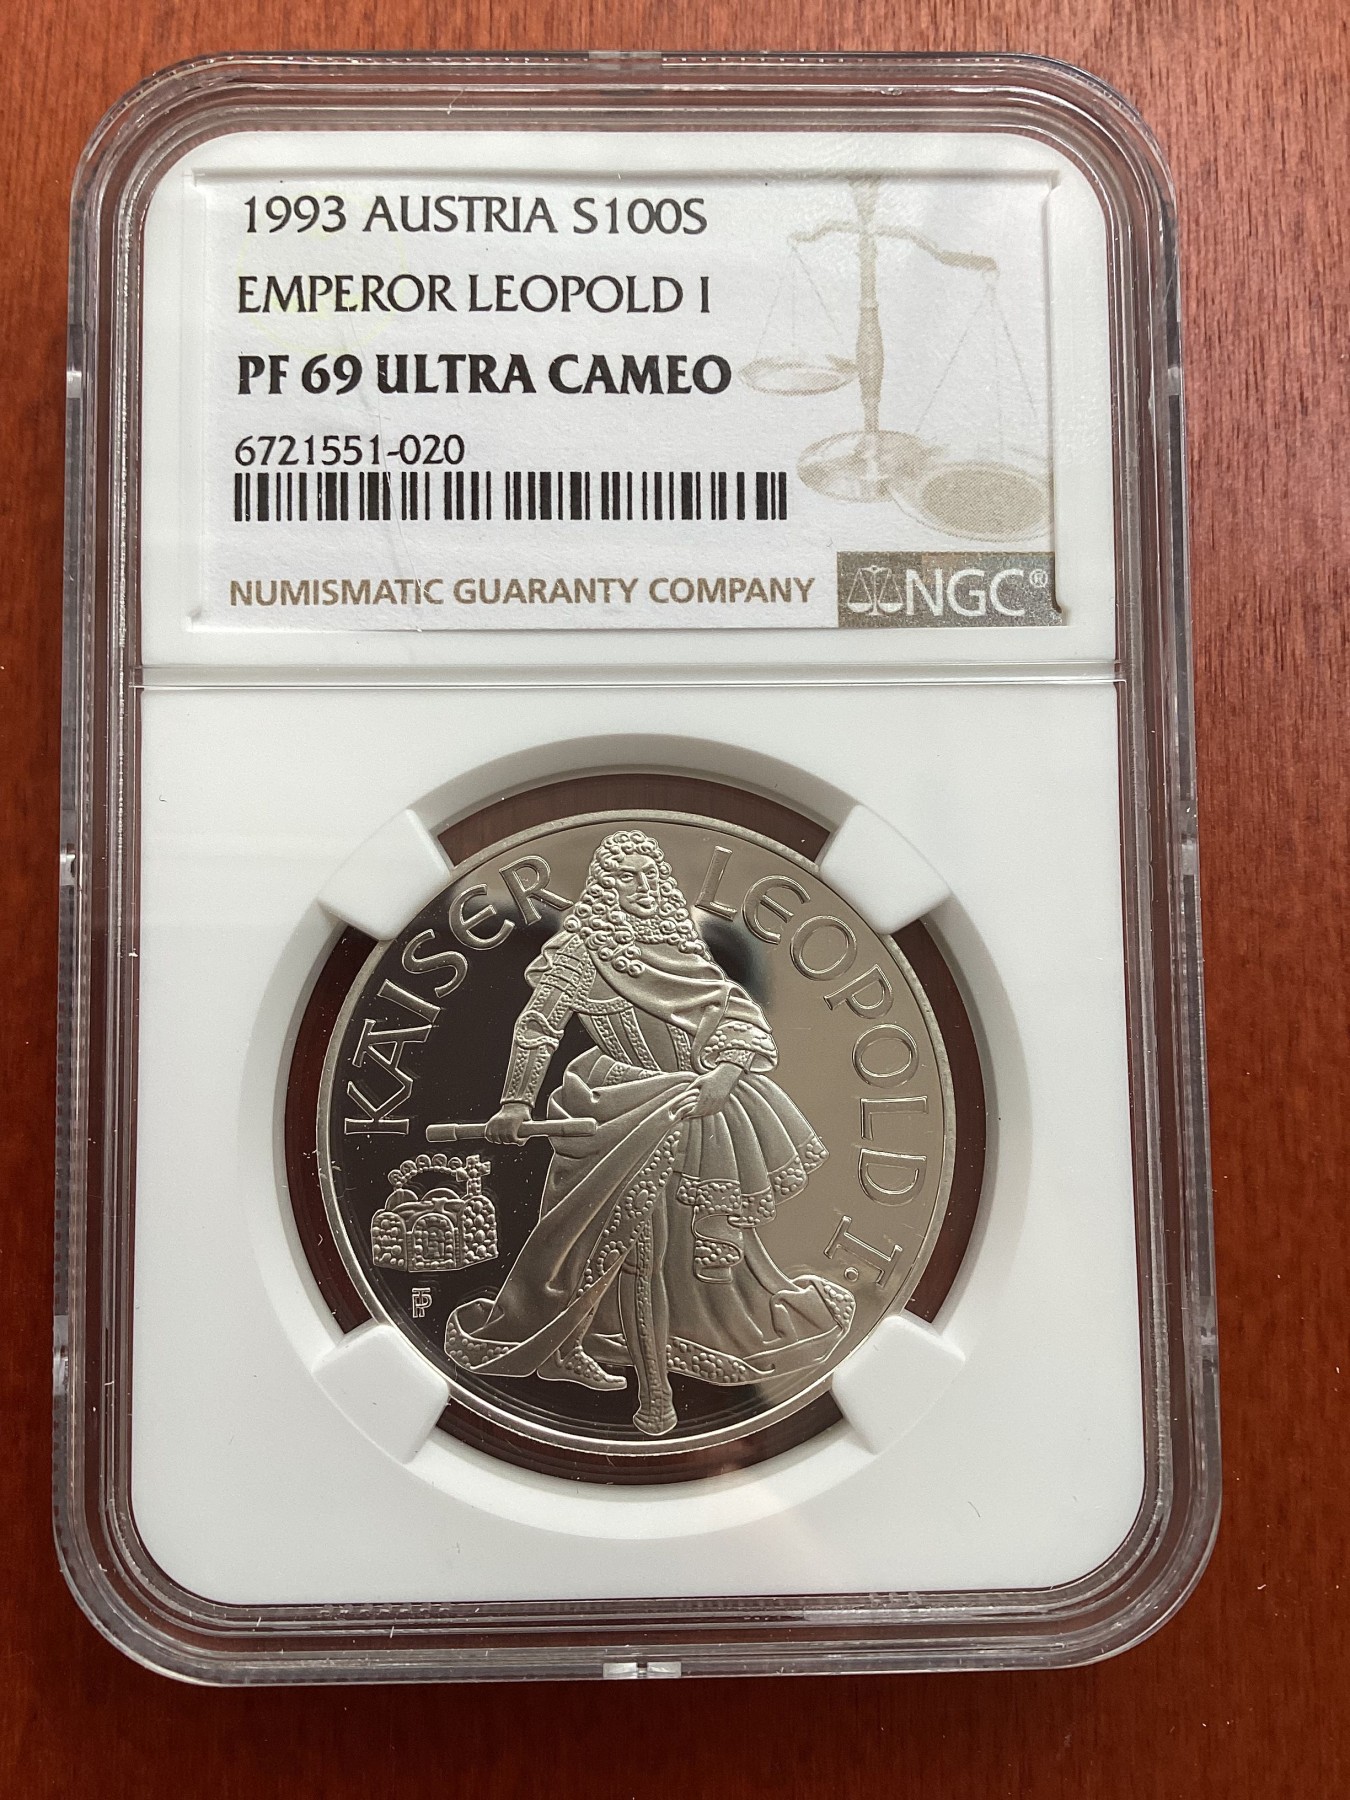 1993 AUSTRIA S100S
EMPEROR LEOPOLD I
PF 69 ULTRA CAMEO
6721551-020
NUMISMATIC GUARANTY COMPANY
NGC®
KAISER LEOPOLD I·